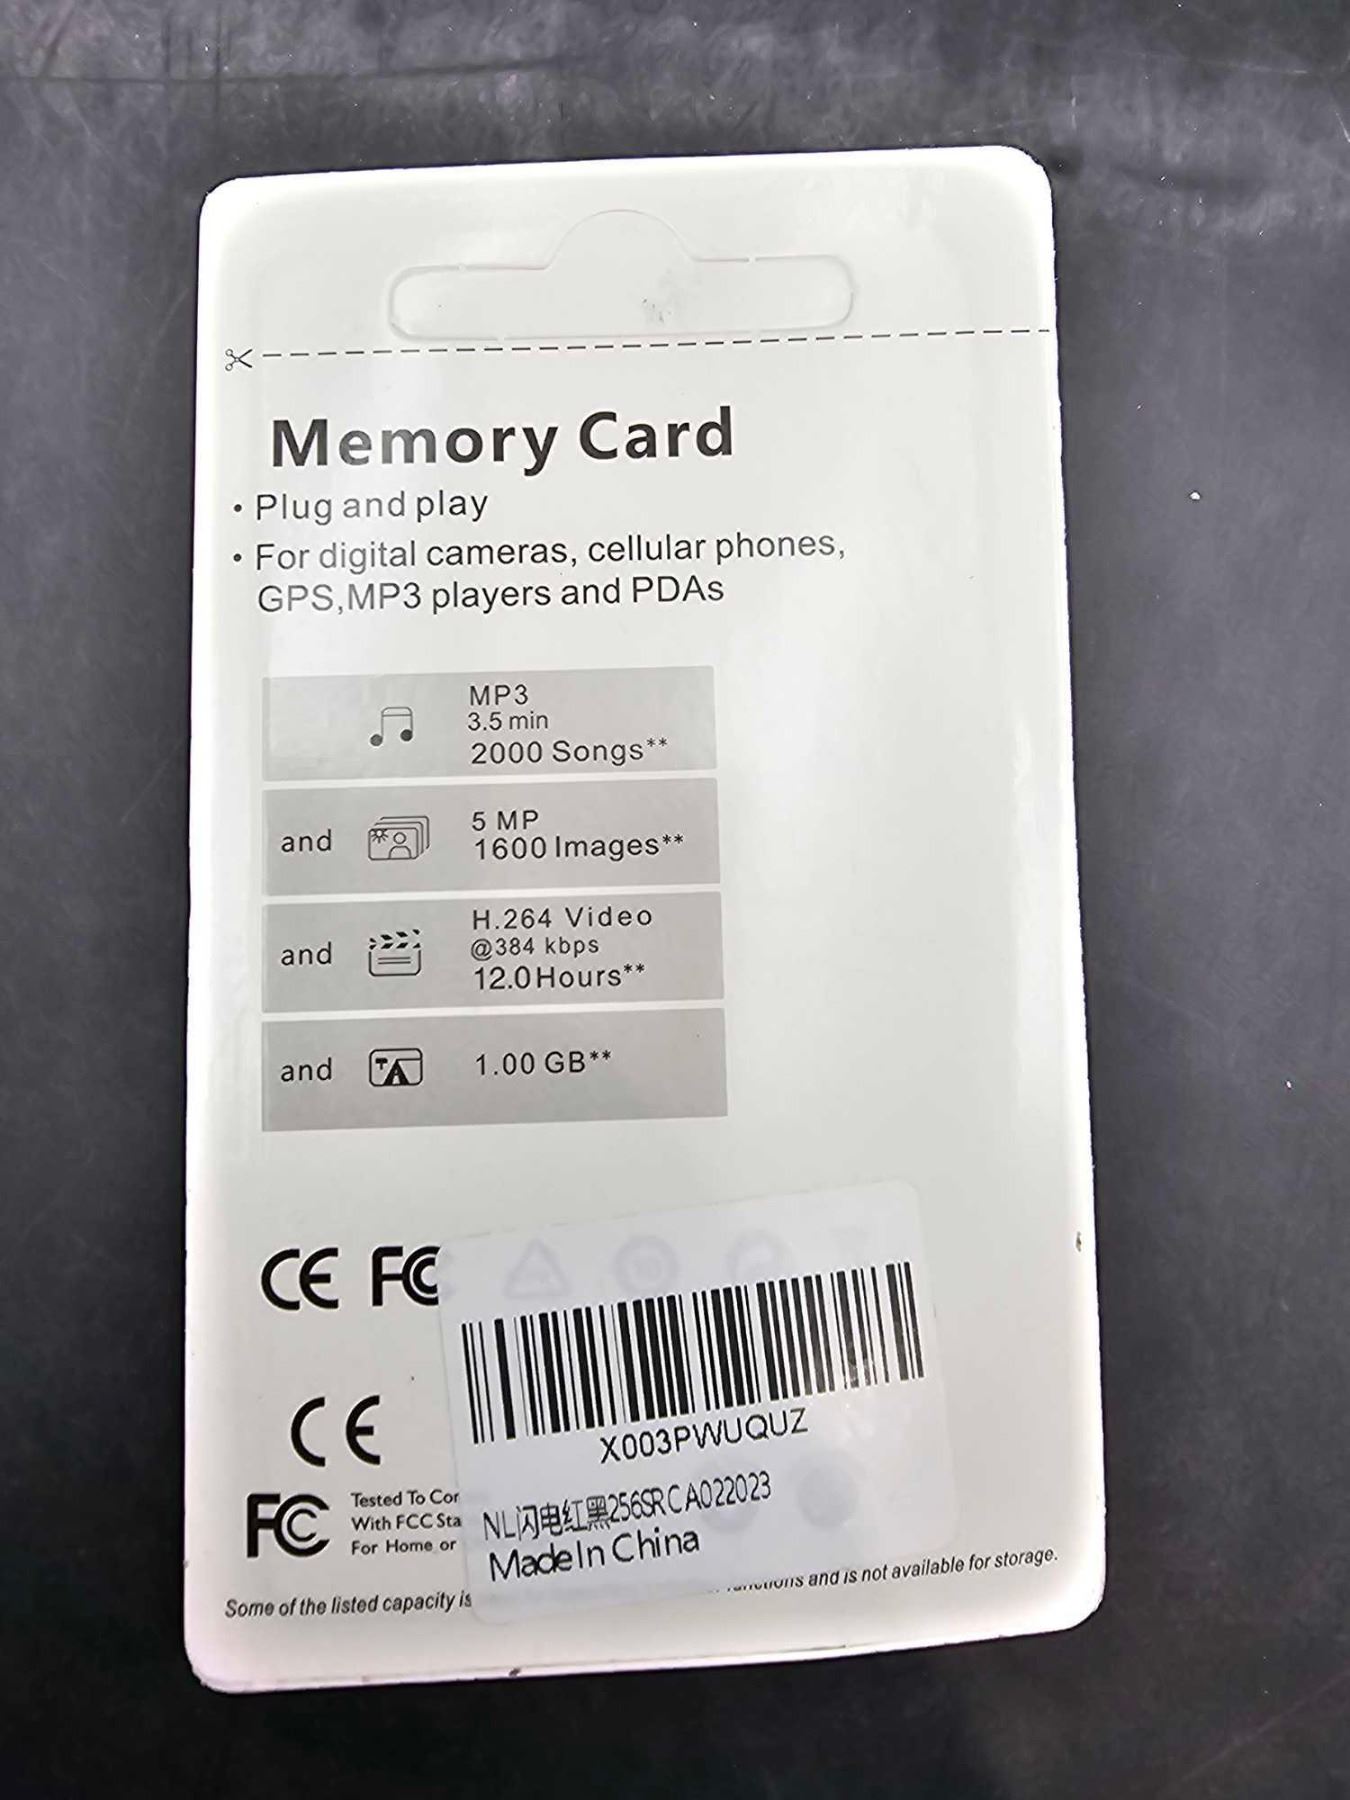 Memory Card
• Plug and play
• For digital cameras, cellular phones,
GPS,MP3 players and PDAs
MP3
3.5 min
2000 Songs**
and
5 MP
1600 Images**
and
H.264 Video
@384 kbps
12.0Hours**
and
1.00 GB**
CE FC
X003PWUQUZ
CE
FC
Tested To Cor
With FCC Sta
For Home or
NL闪电红黑256SRCA022023
Made In China
Some of the listed capacity is
and is not available for storage.